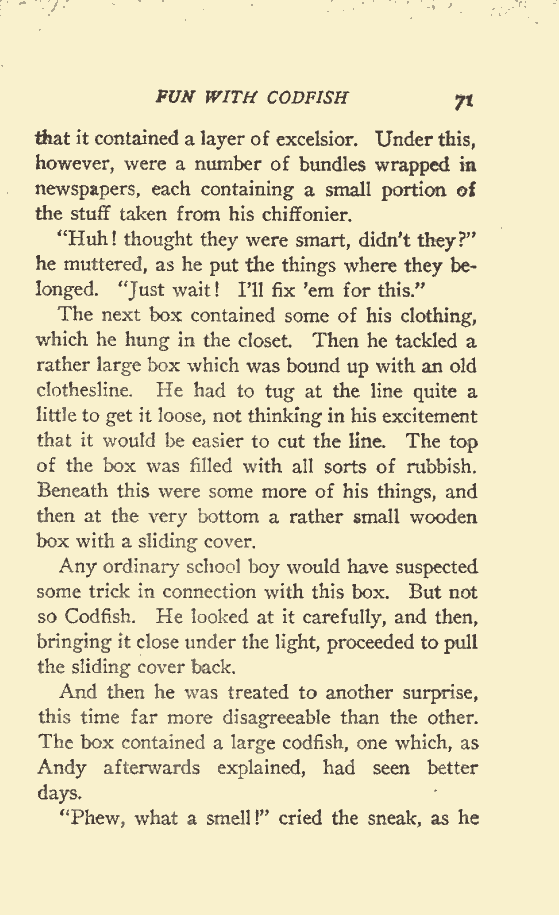 FUN WITH CODFISH 71
that it contained a layer of excelsior. Under this,
however, were a number of bundles wrapped in
newspapers, each containing a small portion of
the stuff taken from his chiffonier.
"Huh! thought they were smart, didn't they?"
he muttered, as he put the things where they be-
longed. "Just wait! I'll fix 'em for this."
The next box contained some of his clothing,
which he hung in the closet. Then he tackled a
rather large box which was bound up with an old
clothesline. He had to tug at the line quite a
little to get it loose, not thinking in his excitement
that it would be easier to cut the line. The top
of the box was filled with all sorts of rubbish.
Beneath this were some more of his things, and
then at the very bottom a rather small wooden
box with a sliding cover.
Any ordinary school boy would have suspected
some trick in connection with this box. But not
so Codfish. He looked at it carefully, and then,
bringing it close under the light, proceeded to pull
the sliding cover back.
And then he was treated to another surprise,
this time far more disagreeable than the other.
The box contained a large codfish, one which, as
Andy afterwards explained, had seen better
days.
"Phew, what a smell!" cried the sneak, as he